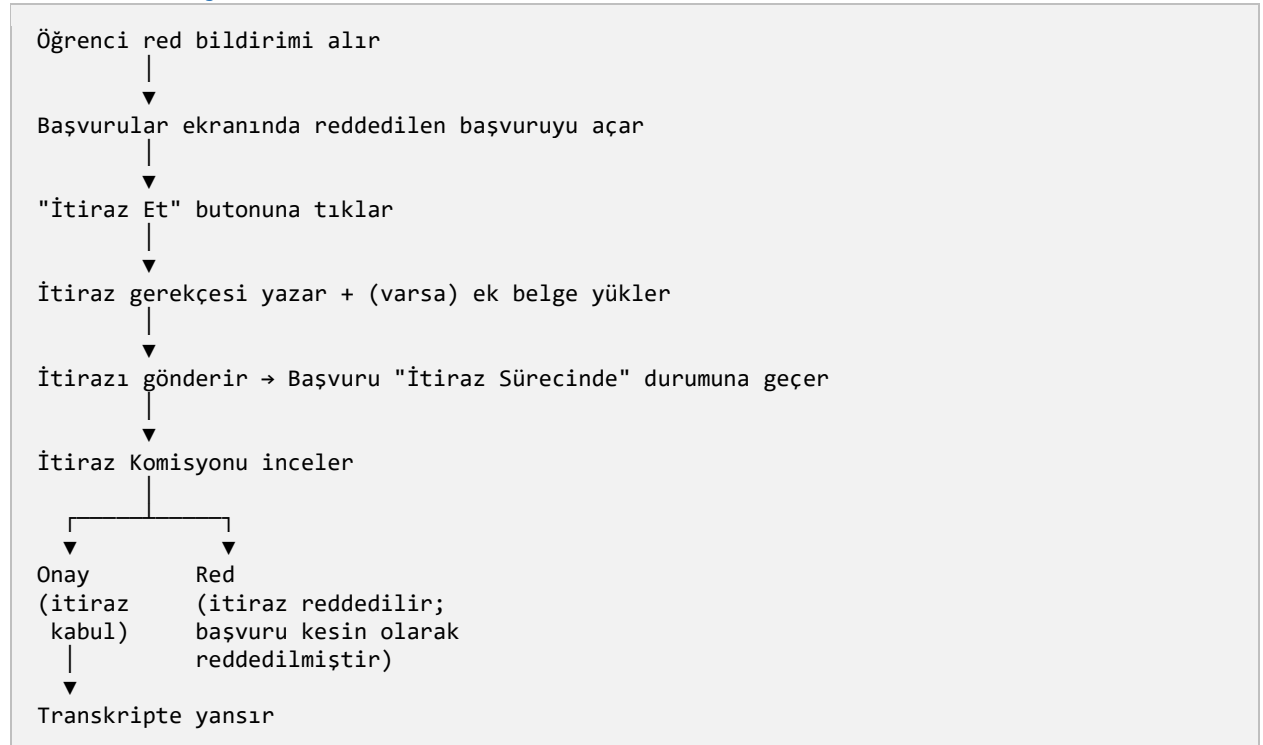 Öğrenci red bildirimi alır
Başvurular ekranında reddedilen başvuruyu açar
"İtiraz Et" butonuna tıklar
İtiraz gerekçesi yazar + (varsa) ek belge yükler
İtirazı gönderir → Başvuru "İtiraz Sürecinde" durumuna geçer
İtiraz Komisyonu inceler
Onay Red
(itiraz (itiraz reddedilir;
kabul) başvuru kesin olarak
reddedilmiştir)
Transkripte yansır